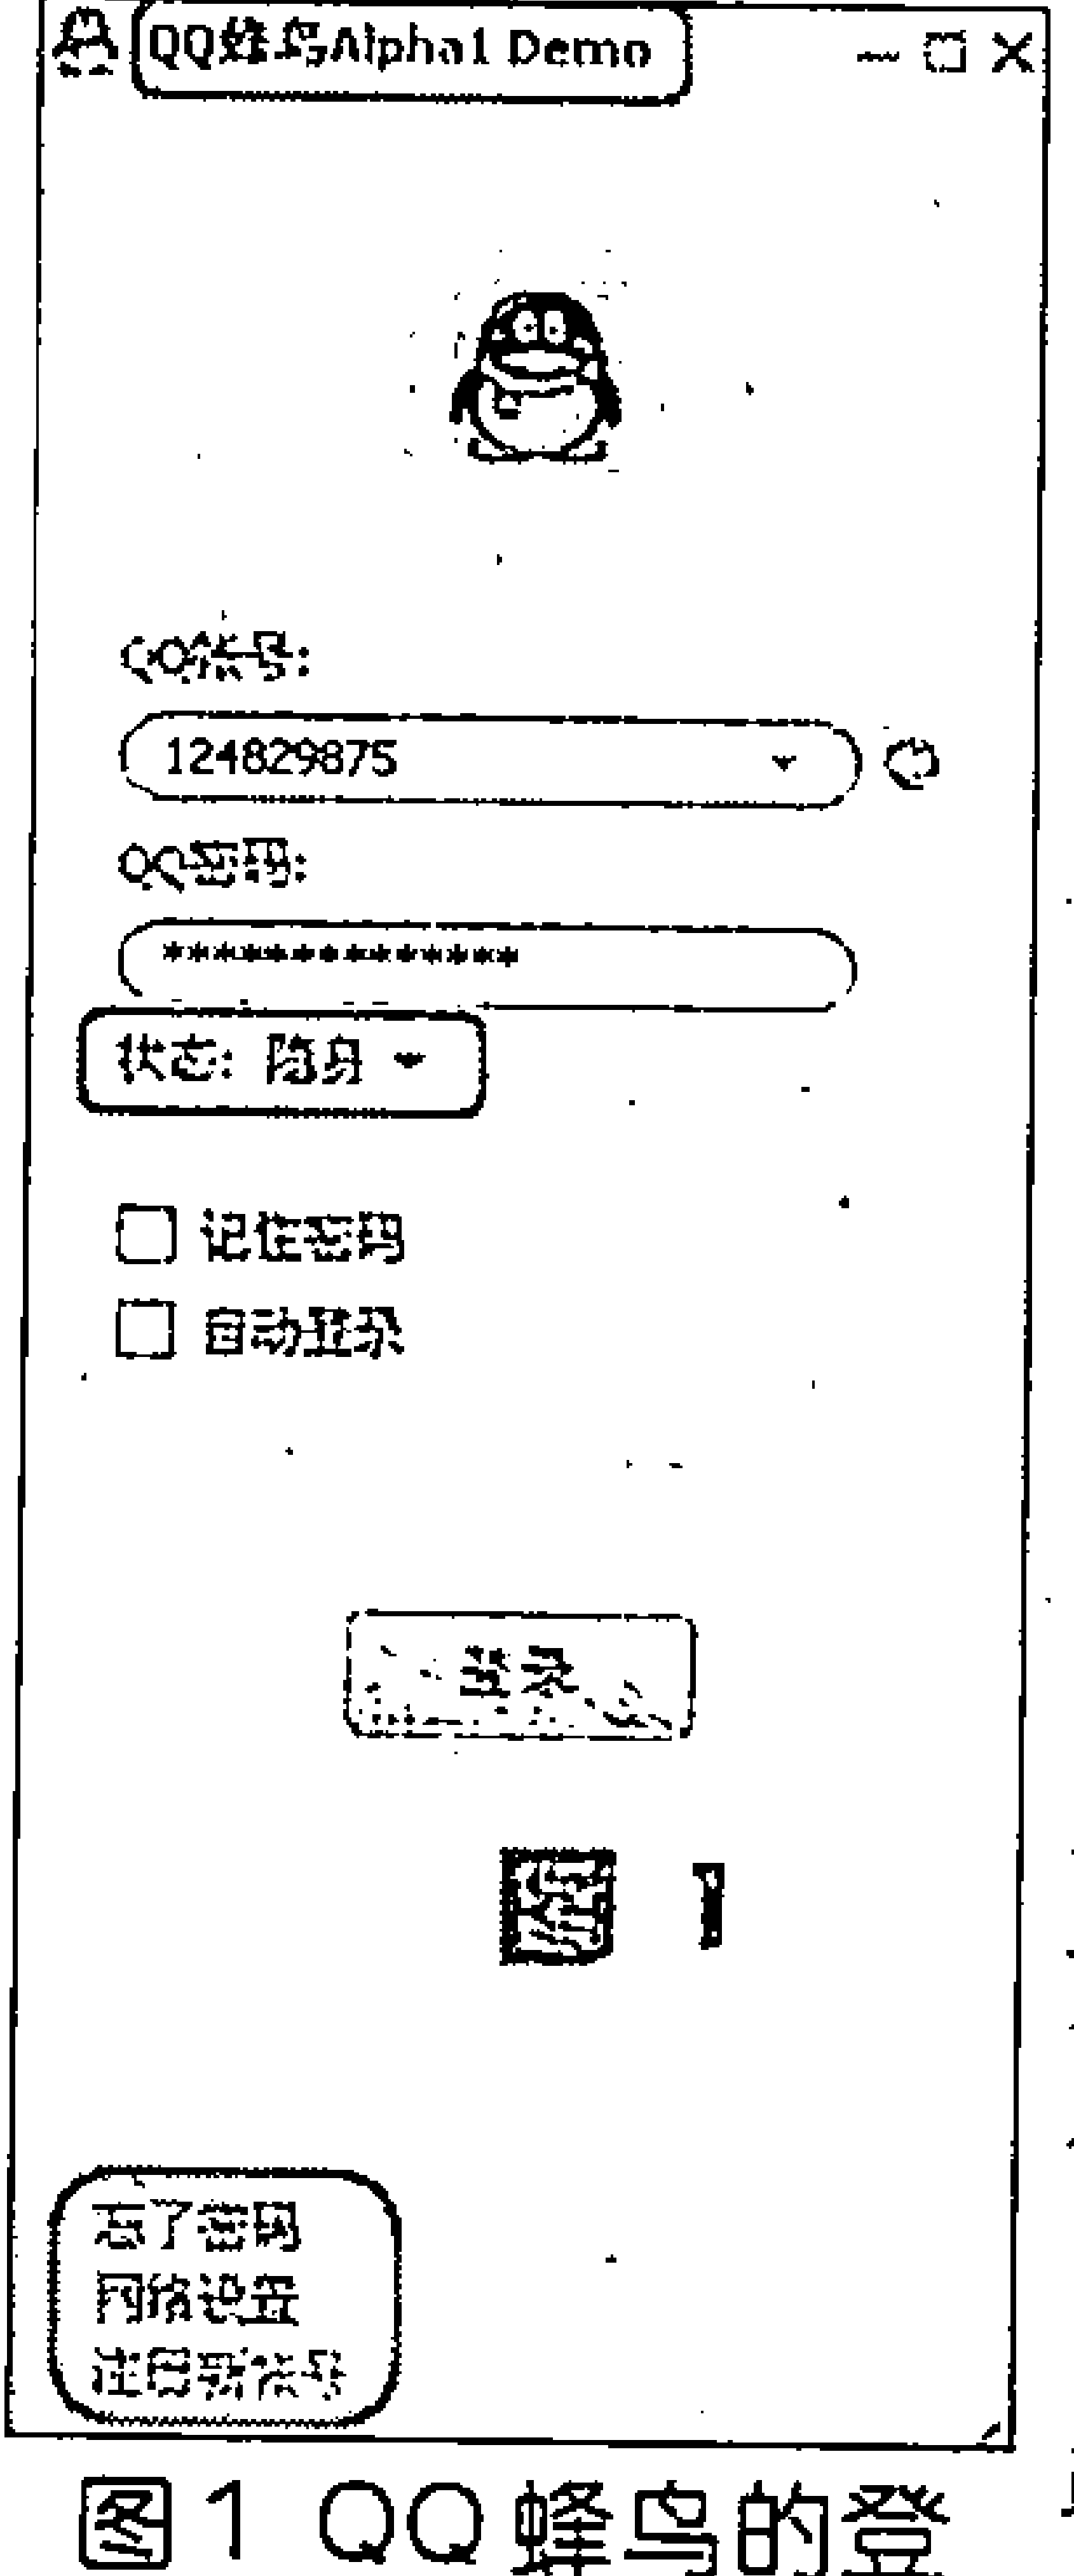 QQ蜂鸟Alpha1 Demo
QQ帐号:
124829875
QQ密码:
**************
状态: 隐身
记住密码
自动登录
登录
图 1
忘了密码
网络设置
注册新帐号
图1 QQ蜂鸟的登